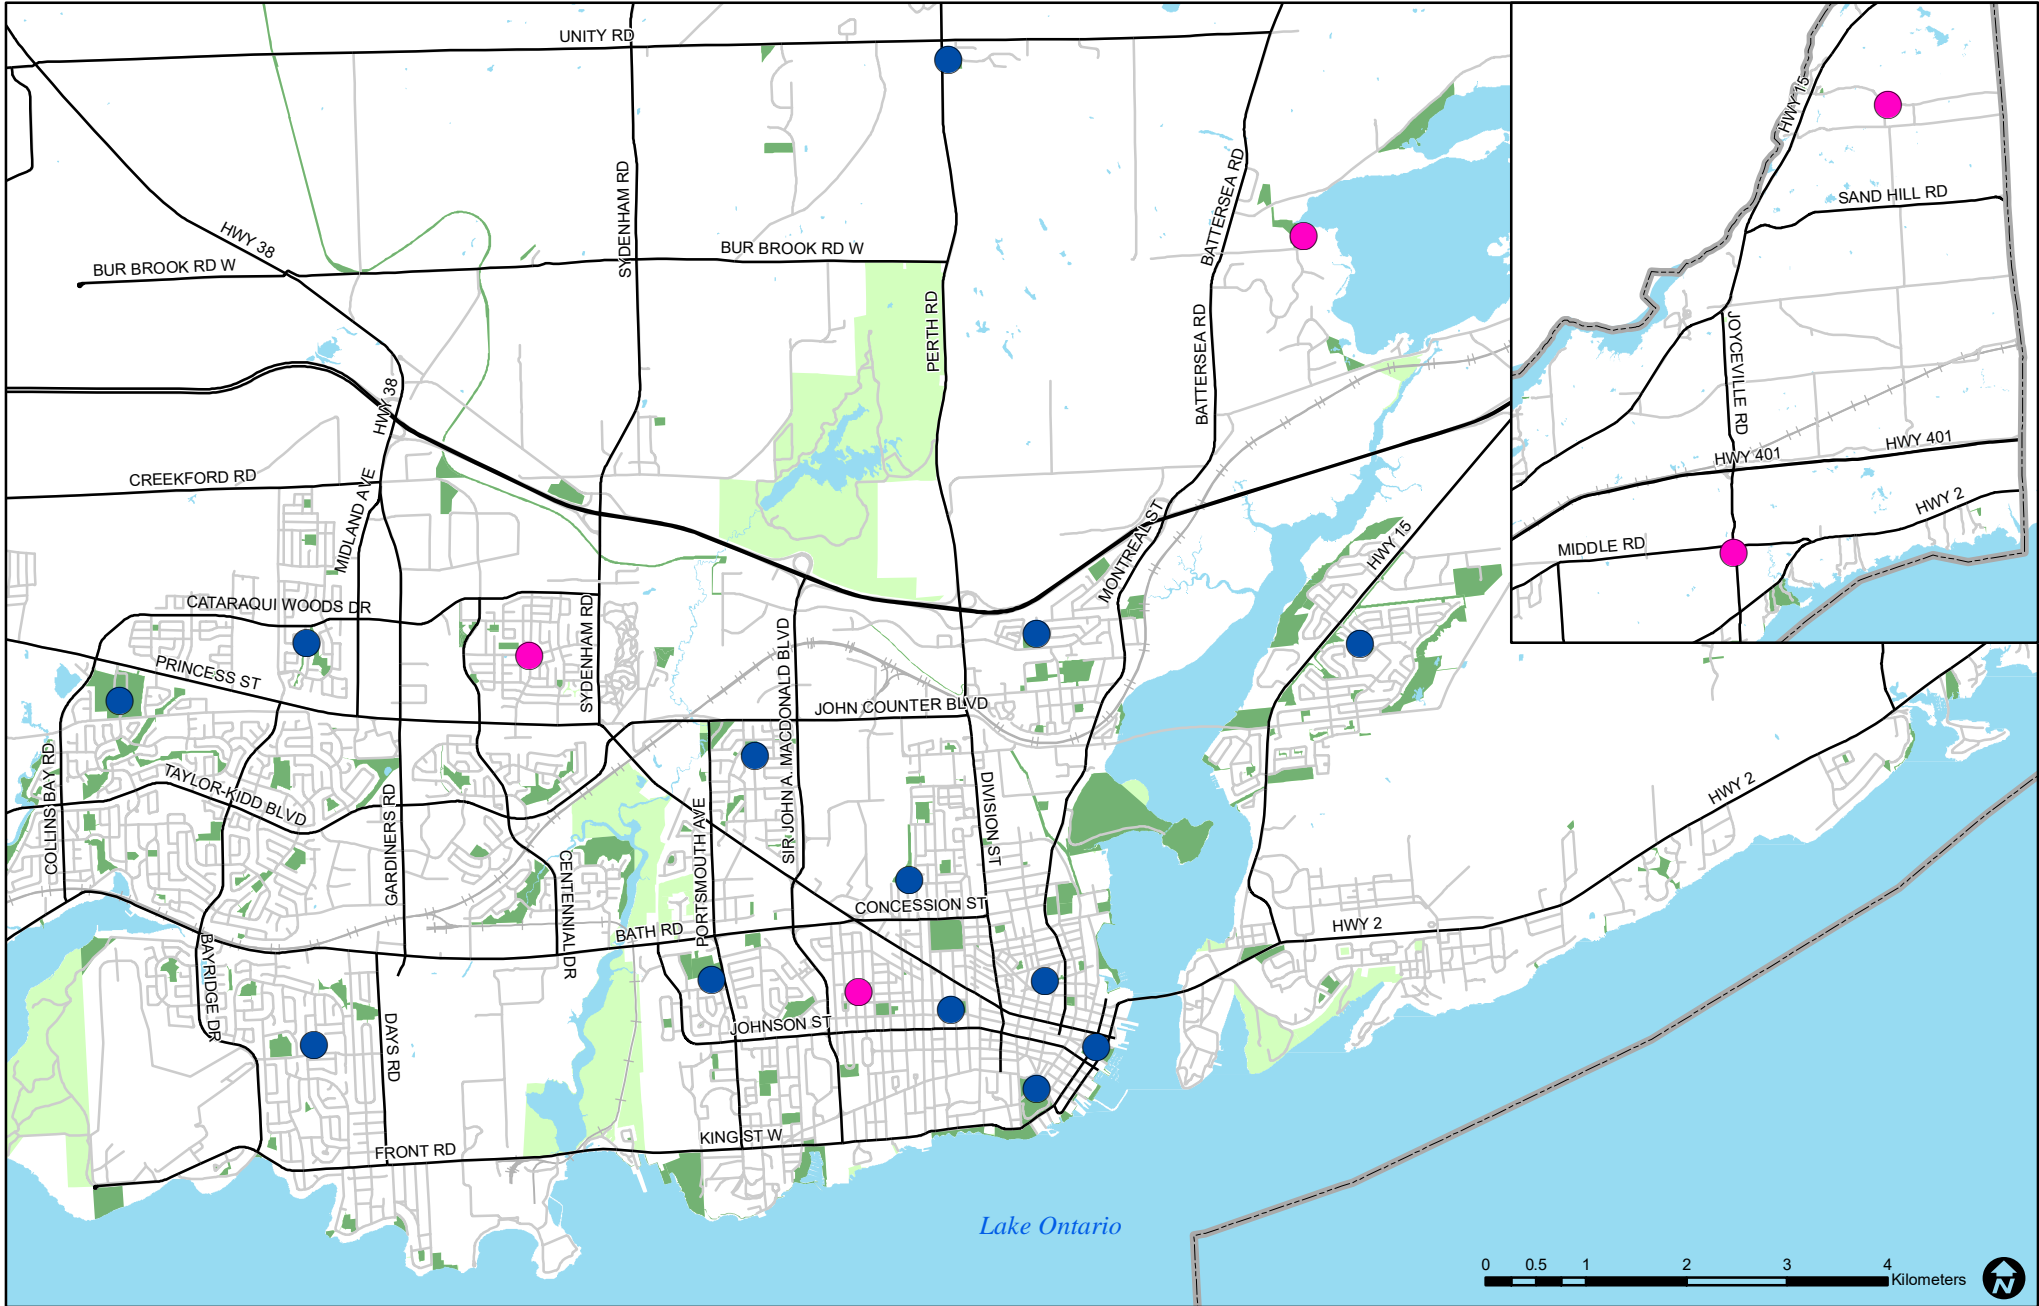 UNITY RD
HWY 15
SAND HILL RD
SYDENHAM RD
BATTERSEA RD
HWY 38
BUR BROOK RD W
BUR BROOK RD W
PERTH RD
BATTERSEA RD
JOYCEVILLE RD
HWY 38
HWY 401
HWY 401
CREEKFORD RD
MIDLAND AVE
HWY 2
MONTREAL ST
HWY 15
MIDDLE RD
CATARAQUI WOODS DR
SYDENHAM RD
SIR JOHN A. MACDONALD BLVD
PRINCESS ST
JOHN COUNTER BLVD
COLLINSBAY RD
TAYLOR-KIDD BLVD
GARDINERS RD
DIVISION ST
HWY 2
PORTSMOUTH AVE
CENTENNIAL DR
CONCESSION ST
BATH RD
HWY 2
BAYRIDGE DR
DAYS RD
JOHNSON ST
KING ST W
FRONT RD
Lake Ontario
0 0.5 1 2 3 4
Kilometers
N